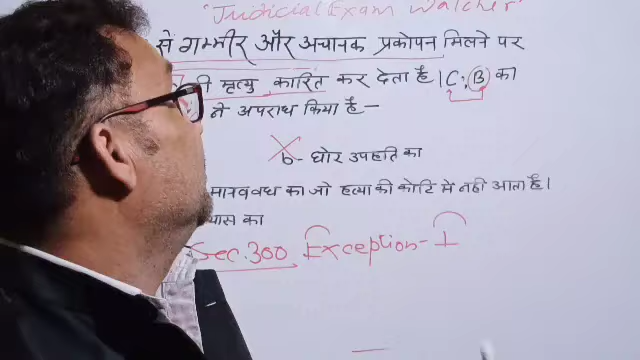 "Judicial Exam Watcher"
से गम्भीर और अचानक प्रकोपन मिलने पर
की मृत्यु कारित कर देता है। C, B का
ने अपराध किया है-
b- घोर उपहति का
मानववध का जो हत्या की कोटि में नही आता है।
यास का
Sec. 300 Exception- I